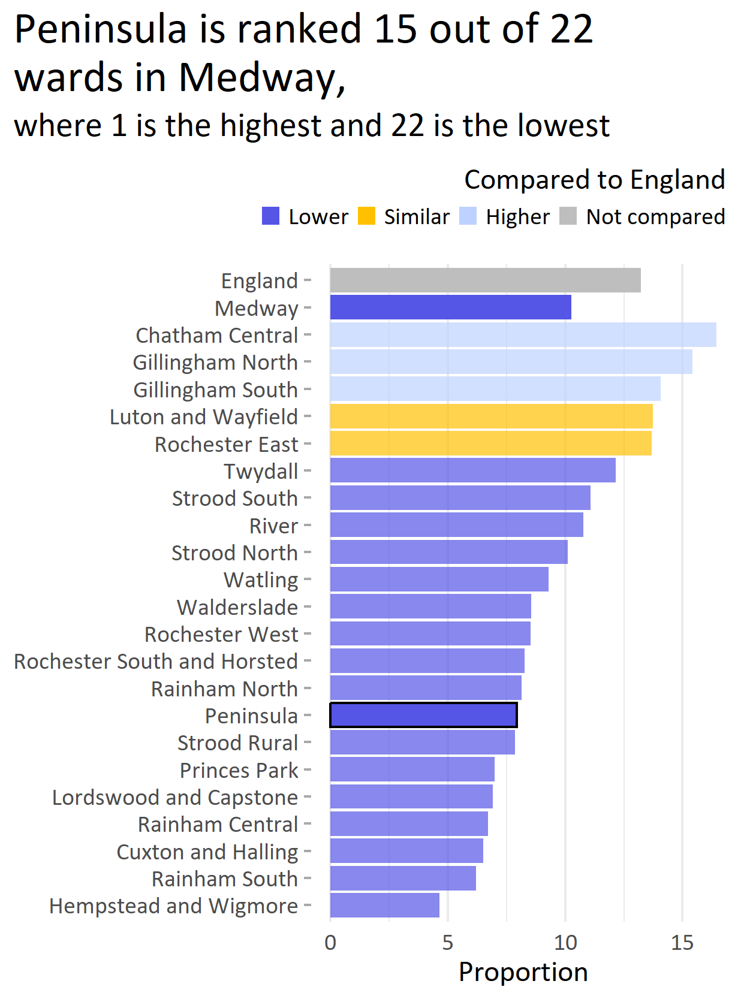 Peninsula is ranked 15 out of 22
wards in Medway,
where 1 is the highest and 22 is the lowest
Compared to England
Lower Similar Higher Not compared
England
Medway
Chatham Central
Gillingham North
Gillingham South
Luton and Wayfield
Rochester East
Twydall
Strood South
River
Strood North
Watling
Walderslade
Rochester West
Rochester South and Horsted
Rainham North
Peninsula
Strood Rural
Princes Park
Lordswood and Capstone
Rainham Central
Cuxton and Halling
Rainham South
Hempstead and Wigmore
0 5 10 15
Proportion